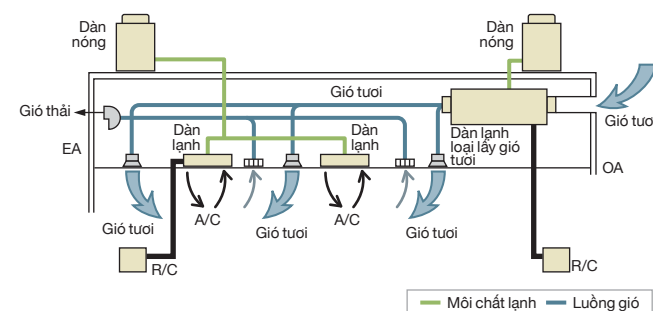 Dàn
nóng
Dàn
nóng
Gió tươi
Gió thải
Gió tươi
Dàn
lạnh
Dàn
lạnh
Dàn lạnh
loại lấy gió
tươi
EA
OA
Gió tươi
A/C
Gió tươi
A/C
Gió tươi
R/C
R/C
Môi chất lạnh
Luồng gió